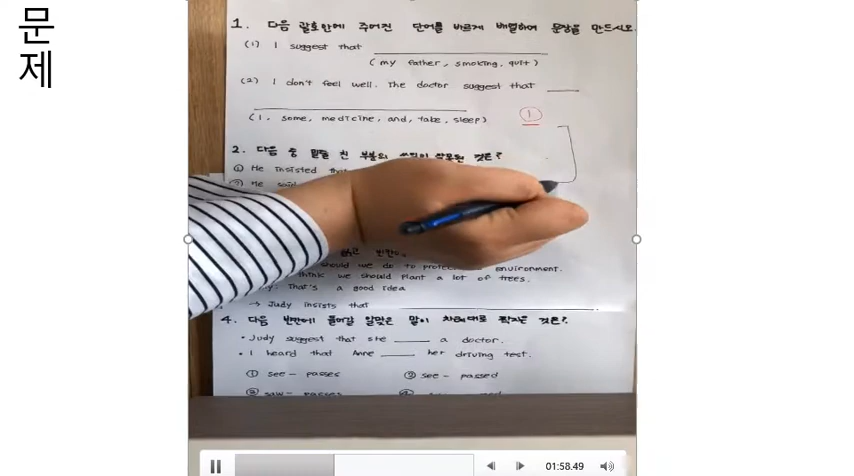 문
제
1. 다음 괄호안에 주어진 단어를 바르게 배열하여 문장을 만드시오.
(1) I suggest that
(my father, smoking, quit)
(2) I don't feel well. The doctor suggest that
(I, some, medicine, and, take, sleep)
①
2. 다음 중 밑줄 친 부분의 쓰임이 잘못된 것은?
① He insisted that
② He said
should we do to protect environment.
think we should plant a lot of trees.
That's a good idea
→ Judy insists that
4. 다음 빈칸에 들어갈 알맞은 말이 차례대로 짝지은 것은?
• Judy suggest that she ____ a doctor.
• I heard that Anne ____ her driving test.
① see - passes ② see - passed
③ saw - passes
01:58.49